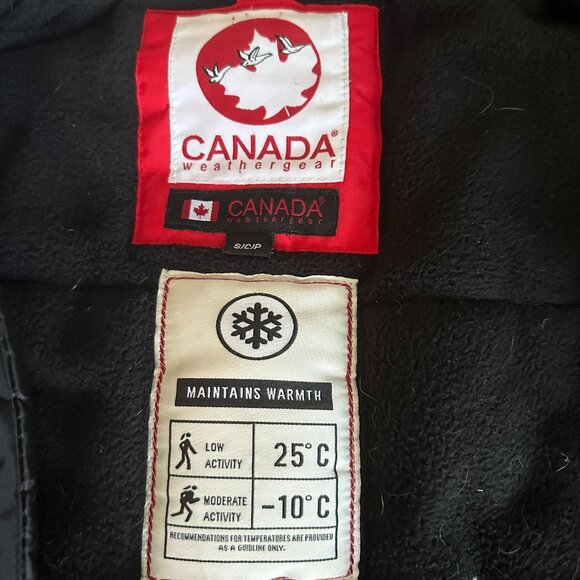 CANADA®
weathergear
CANADA®
weathergear
S/C/P
MAINTAINS WARMTH
LOW
ACTIVITY
25°C
MODERATE
ACTIVITY
-10°C
RECOMMENDATIONS FOR TEMPERATURES ARE PROVIDED
AS A GUIDLINE ONLY.